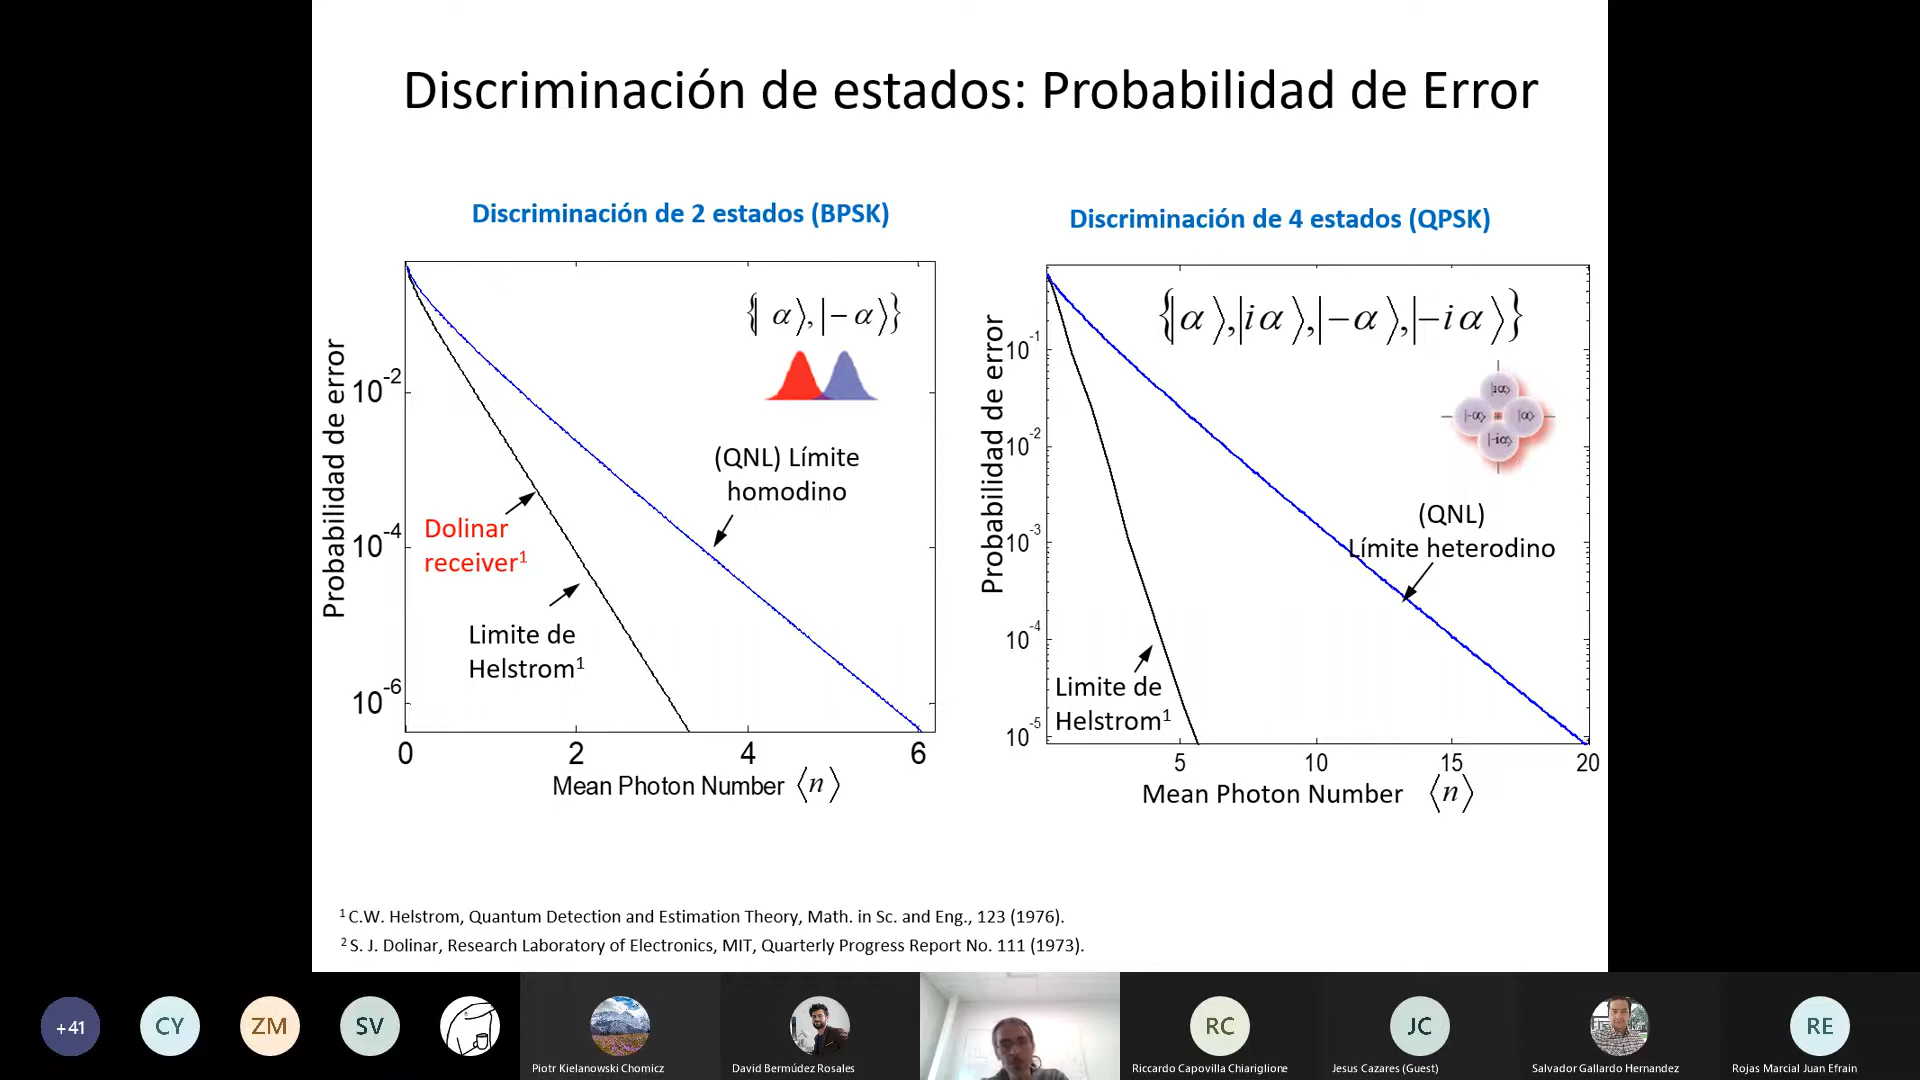 Discriminación de estados: Probabilidad de Error
Discriminación de 2 estados (BPSK)
{| α⟩,|−α⟩}
Probabilidad de error
10⁻²
10⁻⁴
10⁻⁶
(QNL) Límite
homodino
Dolinar
receiver¹
Limite de
Helstrom¹
0 2 4 6
Mean Photon Number ⟨n⟩
Discriminación de 4 estados (QPSK)
{|α⟩,|iα⟩,|−α⟩,|−iα⟩}
|iα⟩
|-α⟩ |α⟩
|-iα⟩
Probabilidad de error
10⁻¹
10⁻²
10⁻³
10⁻⁴
10⁻⁵
(QNL)
Límite heterodino
Limite de
Helstrom¹
5 10 15 20
Mean Photon Number ⟨n⟩
¹ C.W. Helstrom, Quantum Detection and Estimation Theory, Math. in Sc. and Eng., 123 (1976).
² S. J. Dolinar, Research Laboratory of Electronics, MIT, Quarterly Progress Report No. 111 (1973).
+41
CY
ZM
SV
Piotr Kielanowski Chomicz
David Bermúdez Rosales
RC
Riccardo Capovilla Chiariglione
JC
Jesus Cazares (Guest)
Salvador Gallardo Hernandez
RE
Rojas Marcial Juan Efrain